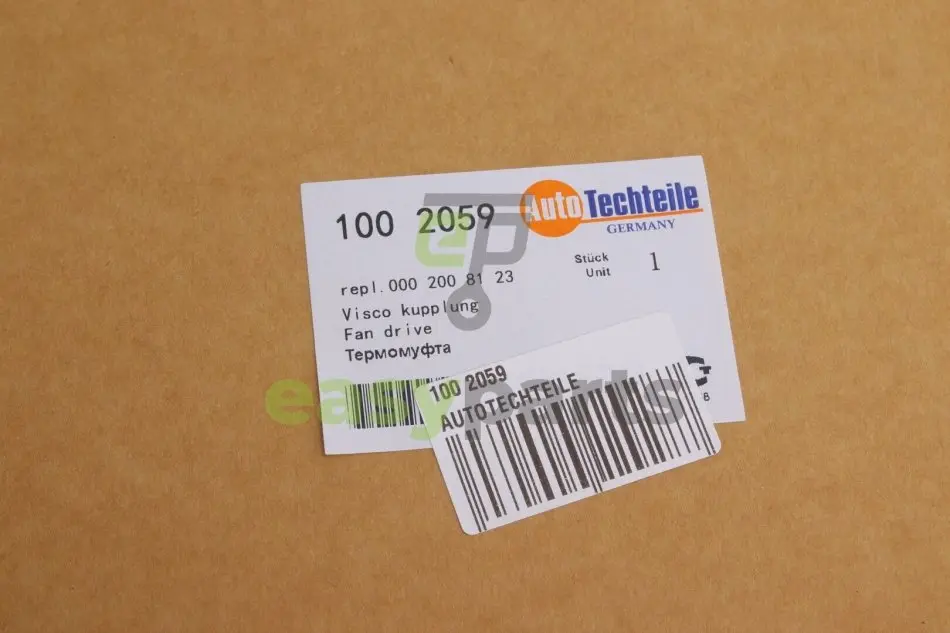 100 2059
AutoTechteile
GERMANY
Stück
Unit
1
repl.000 200 81 23
Visco kupplung
Fan drive
Термомуфта
100 2059
AUTOTECHTEILE
easyparts